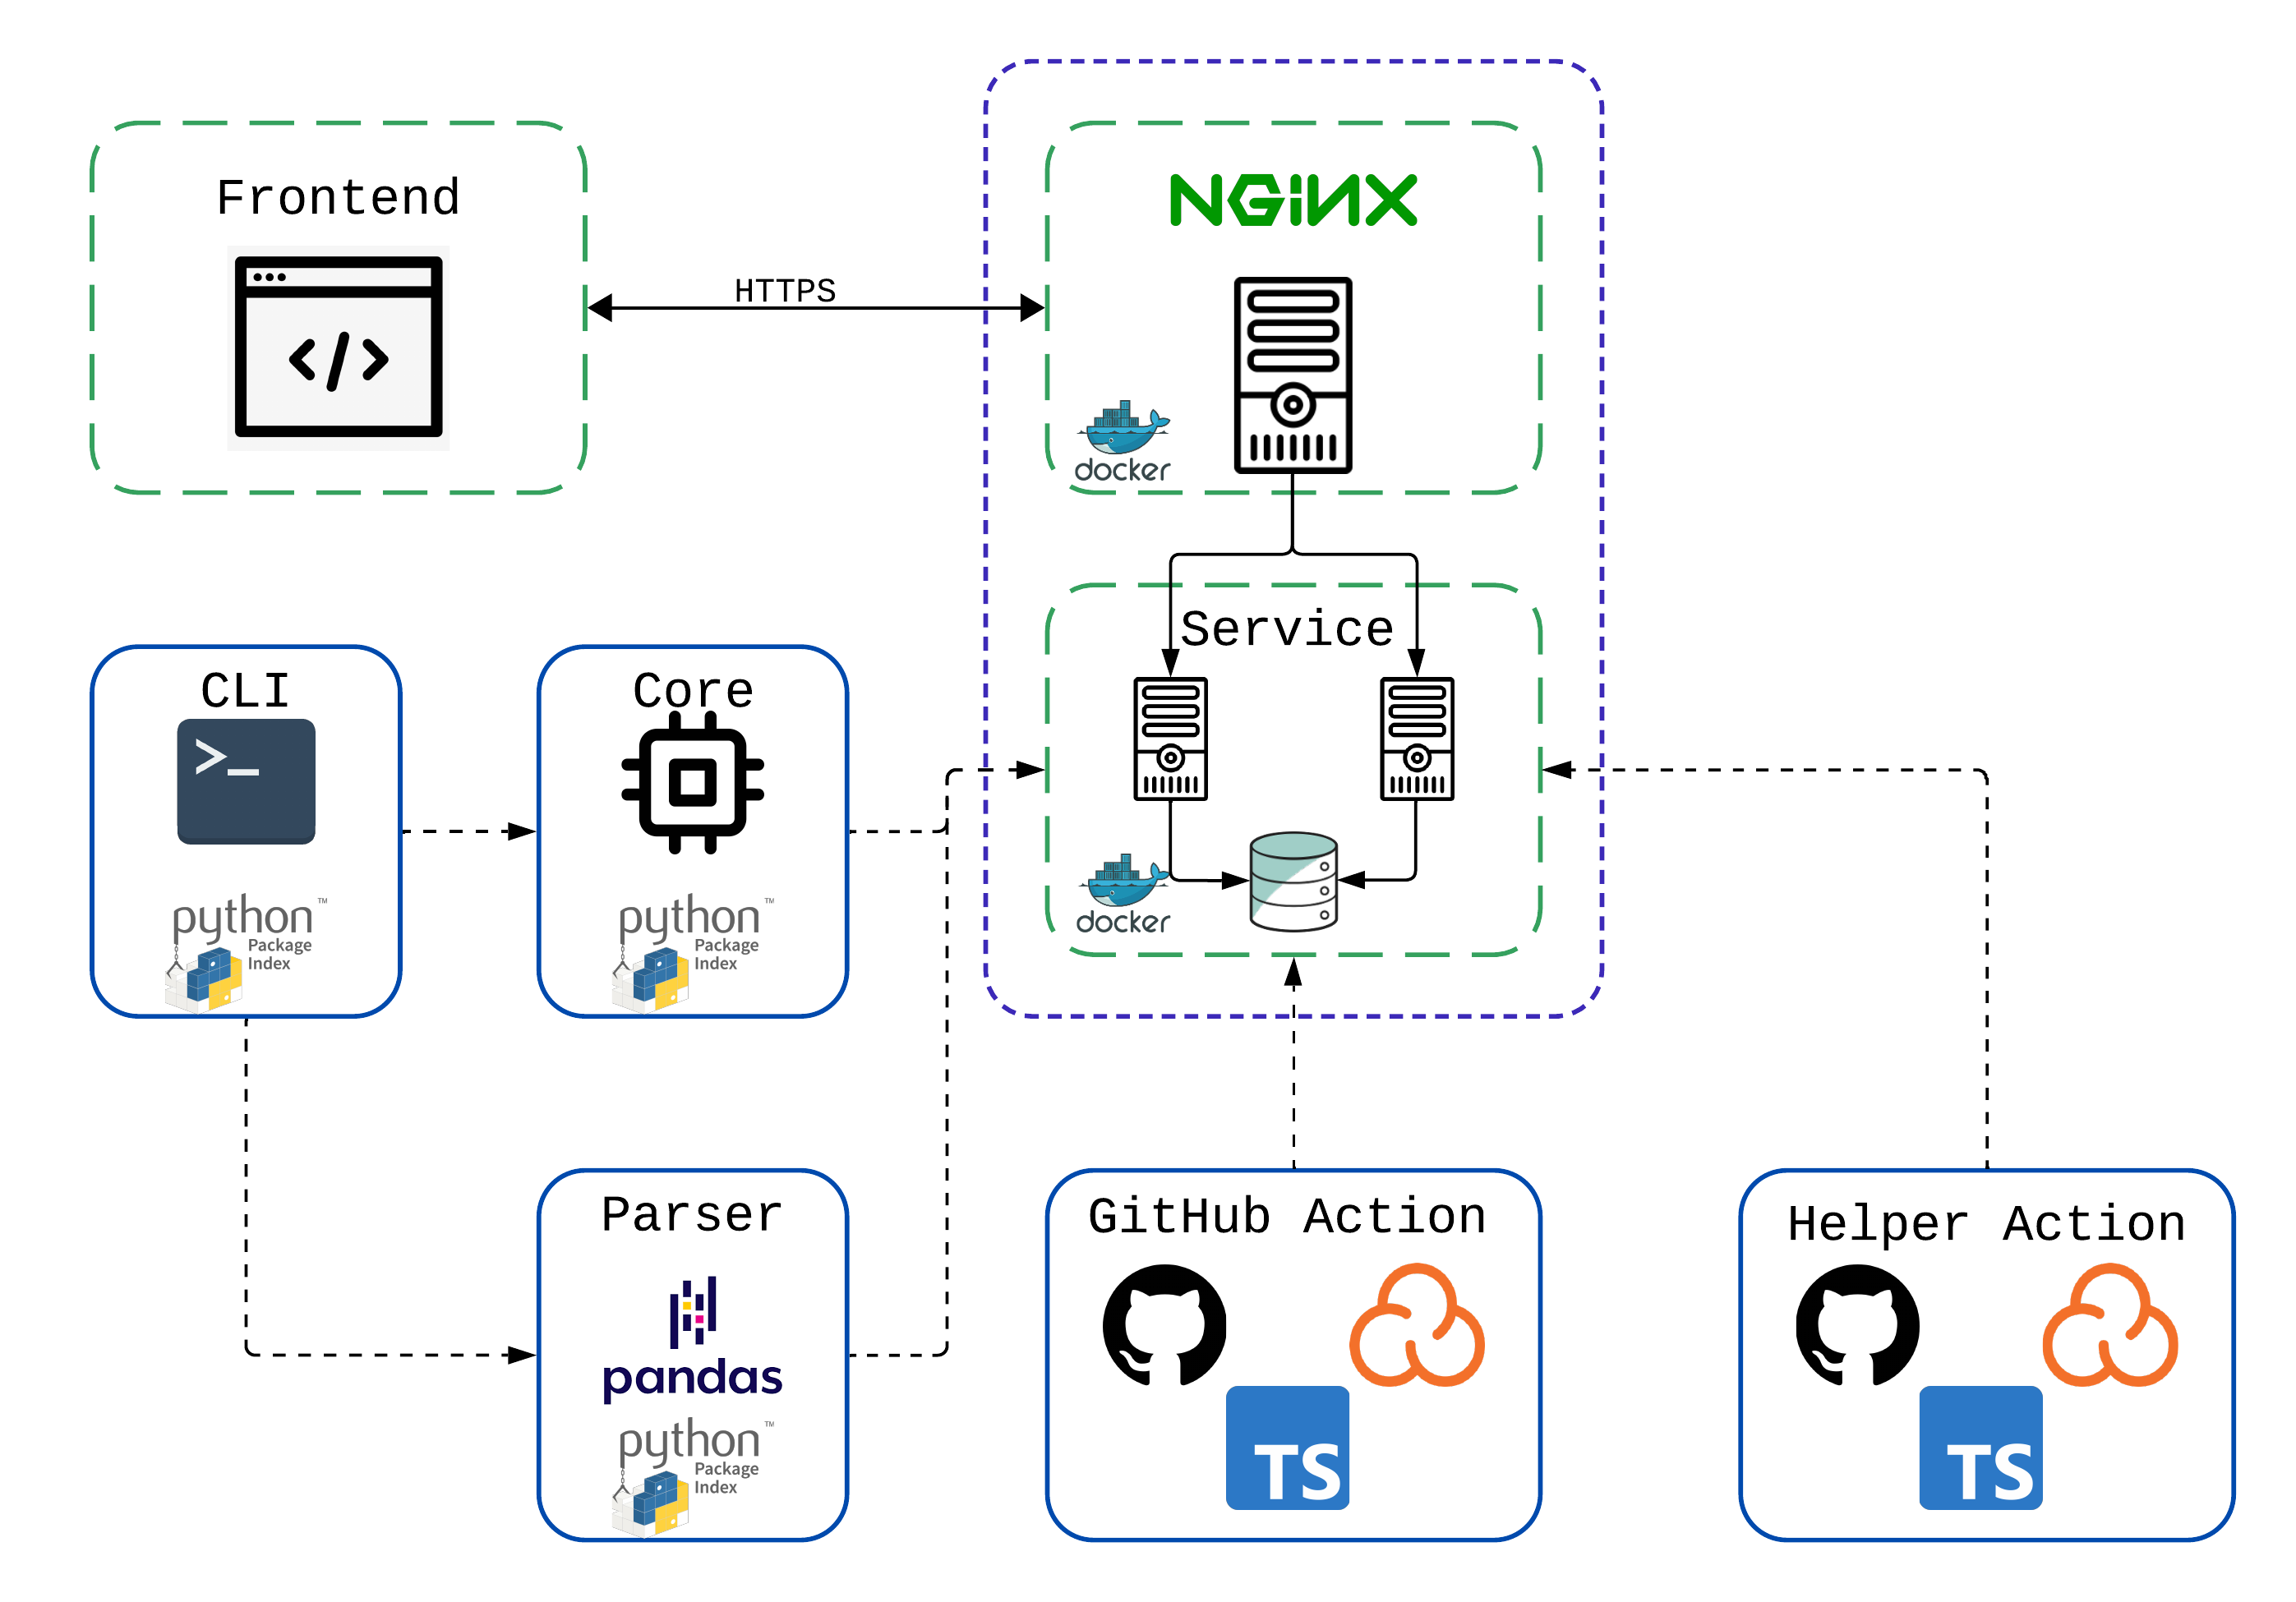 Frontend
</>
HTTPS
NGiNX
docker
Service
docker
CLI
>_
python™
Package
Index
Core
python™
Package
Index
Parser
pandas
python™
Package
Index
GitHub Action
TS
Helper Action
TS